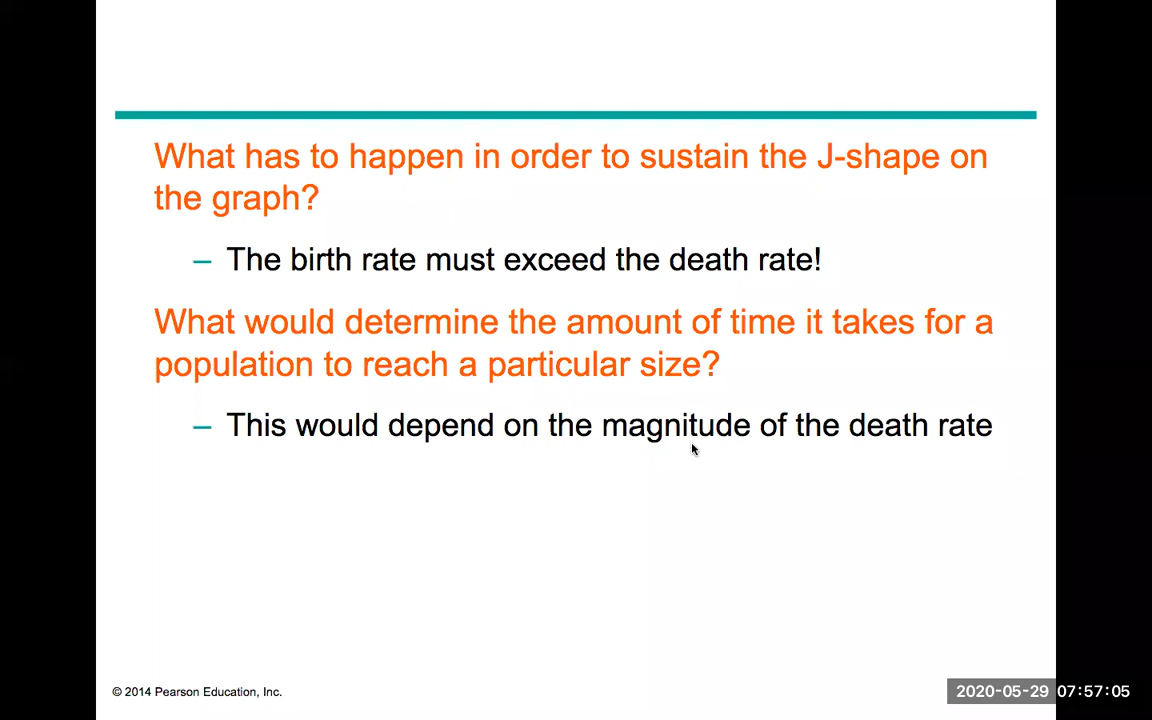 What has to happen in order to sustain the J-shape on
the graph?
– The birth rate must exceed the death rate!
What would determine the amount of time it takes for a
population to reach a particular size?
– This would depend on the magnitude of the death rate
© 2014 Pearson Education, Inc.
2020-05-29 07:57:05